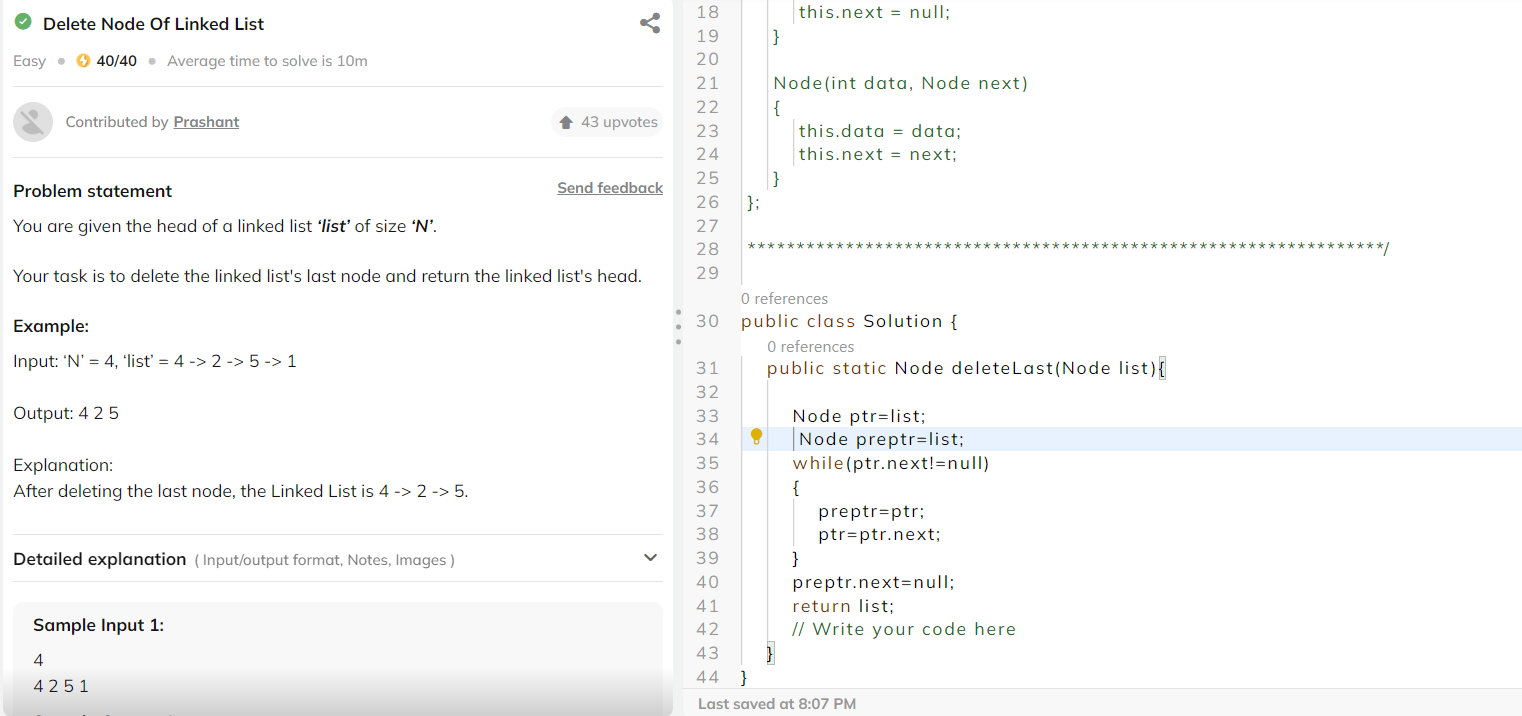 Delete Node Of Linked List
Easy • 40/40 • Average time to solve is 10m
Contributed by Prashant
43 upvotes
Problem statement
Send feedback
You are given the head of a linked list ‘list’ of size ‘N’.
Your task is to delete the linked list's last node and return the linked list's head.
Example:
Input: ‘N’ = 4, ‘list’ = 4 -> 2 -> 5 -> 1
Output: 4 2 5
Explanation:
After deleting the last node, the Linked List is 4 -> 2 -> 5.
Detailed explanation ( Input/output format, Notes, Images )
Sample Input 1:
4
4 2 5 1
18 this.next = null;
19 }
20
21 Node(int data, Node next)
22 {
23 this.data = data;
24 this.next = next;
25 }
26 };
27
28 *****************************************************************/
29
0 references
30 public class Solution {
0 references
31 public static Node deleteLast(Node list){
32
33 Node ptr=list;
34 Node preptr=list;
35 while(ptr.next!=null)
36 {
37 preptr=ptr;
38 ptr=ptr.next;
39 }
40 preptr.next=null;
41 return list;
42 // Write your code here
43 }
44 }
Last saved at 8:07 PM